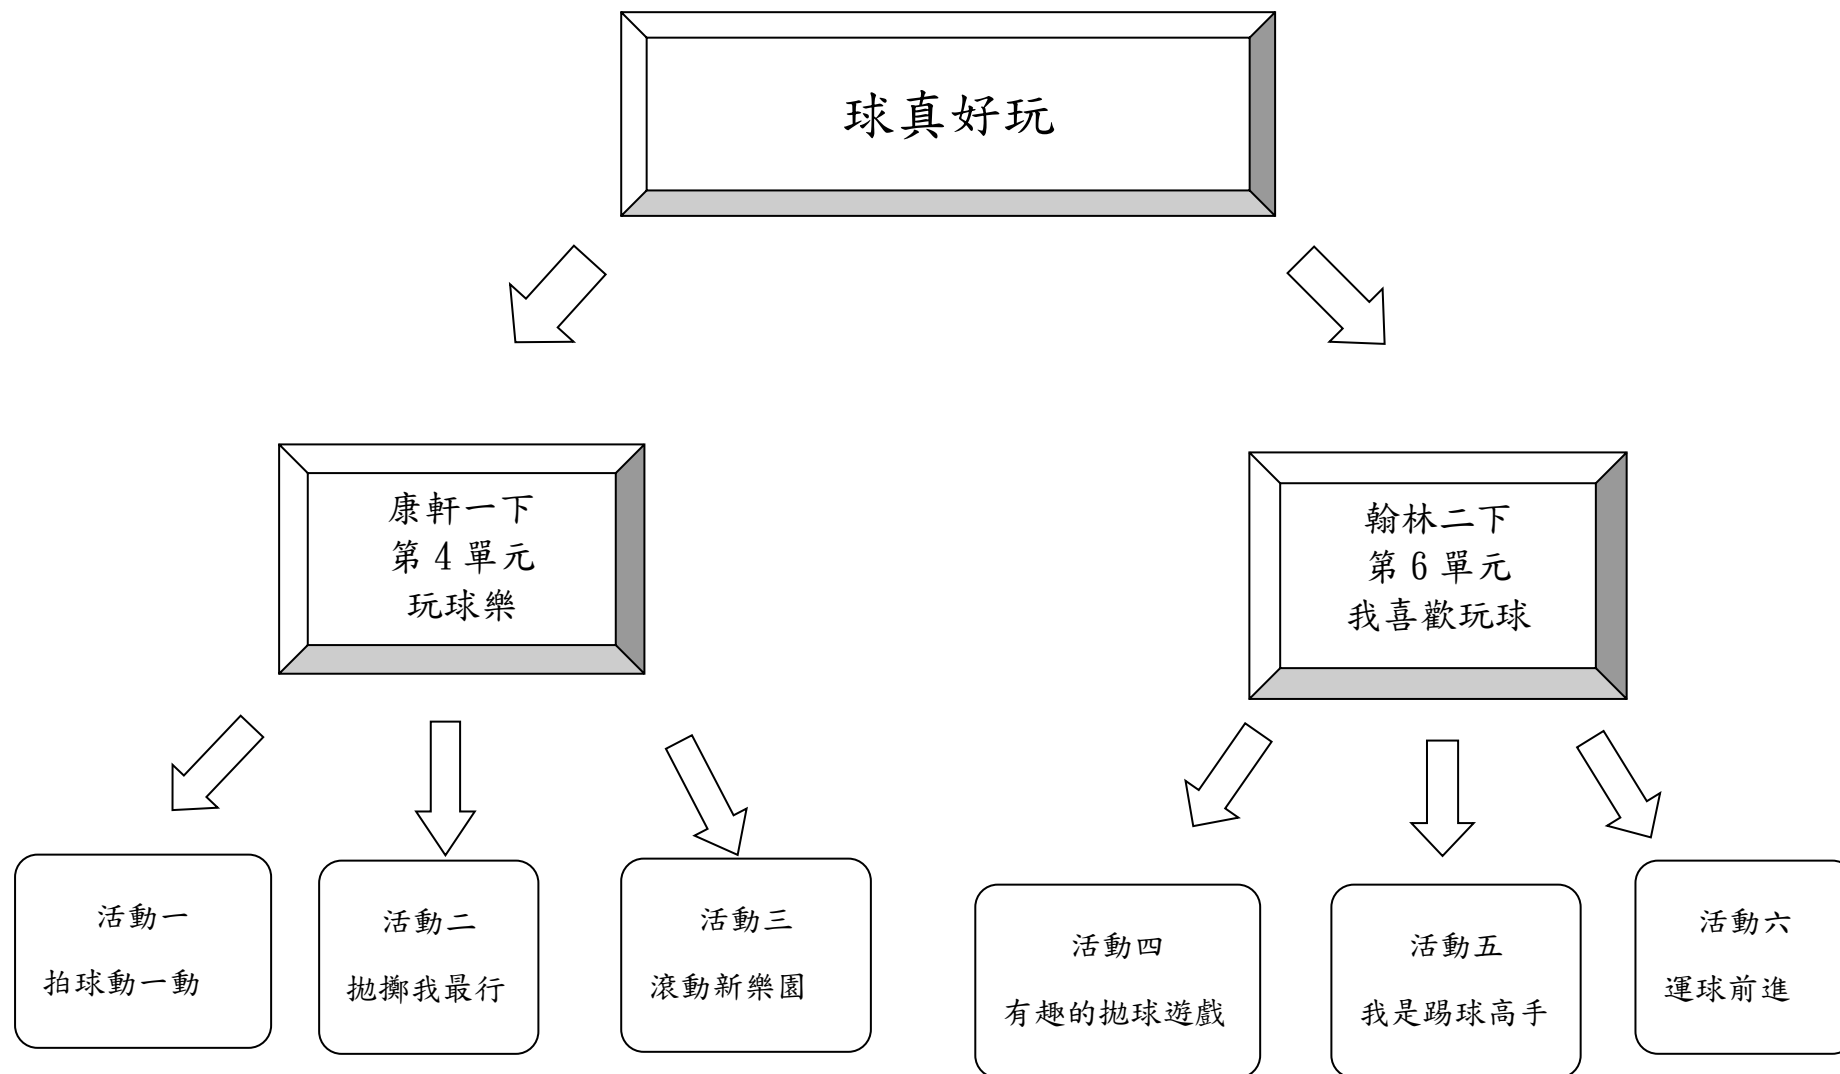 球真好玩
康軒一下
第 4 單元
玩球樂
翰林二下
第 6 單元
我喜歡玩球
活動一
拍球動一動
活動二
拋擲我最行
活動三
滾動新樂園
活動四
有趣的拋球遊戲
活動五
我是踢球高手
活動六
運球前進